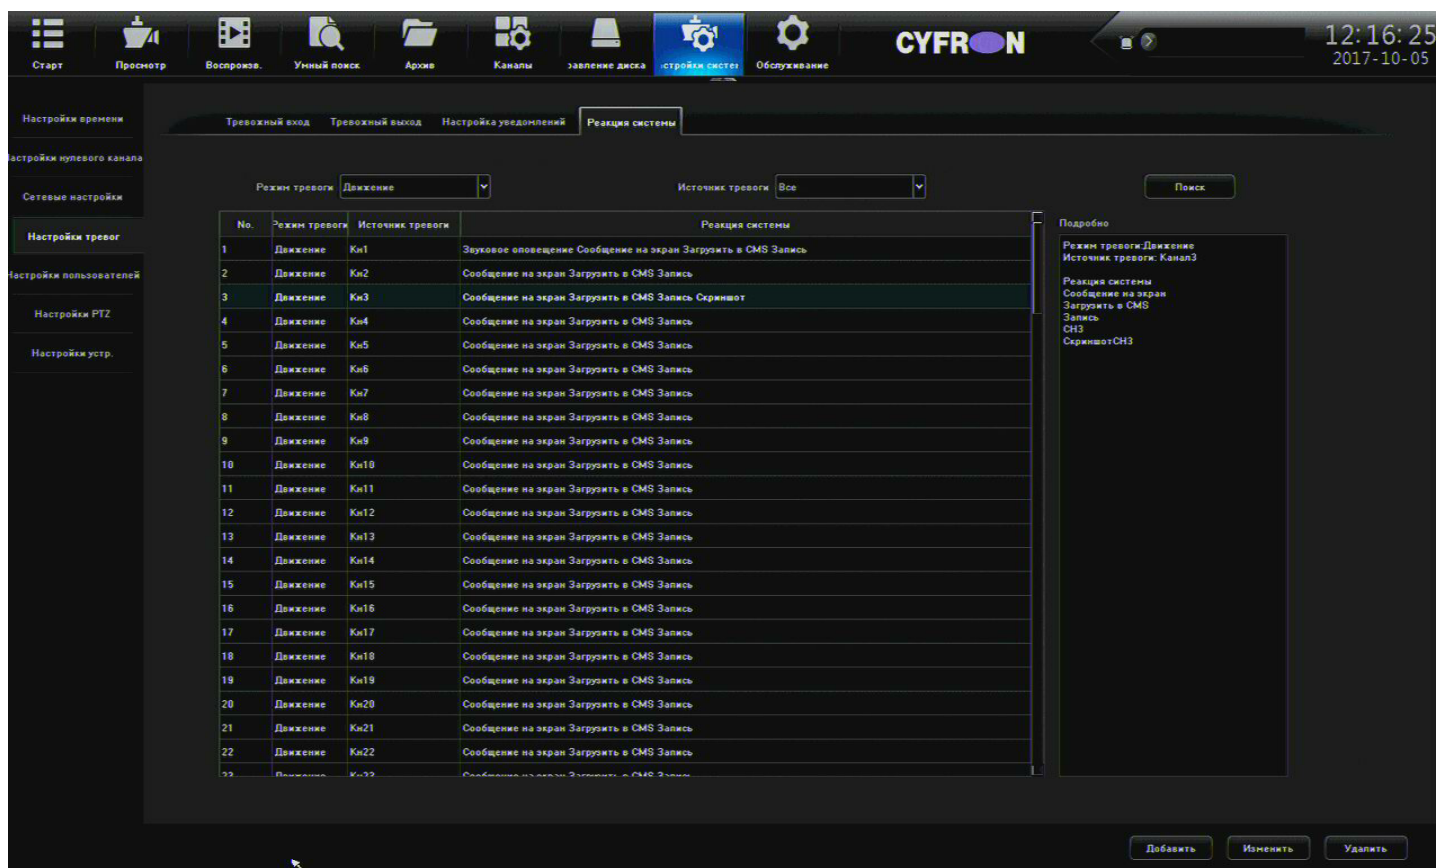 CYFRON
12:16:25
2017-10-05
Старт Просмотр Воспроизв. Умный поиск Архив Каналы завление диска стройки систег Обслуживание
Настройки времени
Настройки нулевого канала
Сетевые настройки
Настройки тревог
Настройки пользователей
Настройки PTZ
Настройки устр.
Тревожный вход Тревожный выход Настройка уведомлений Реакция системы
Режим тревоги Движение Источник тревоги Все Поиск
No. Режим тревоги Источник тревоги Реакция системы
1 Движение Кн1 Звуковое оповещение Сообщение на экран Загрузить в CMS Запись
2 Движение Кн2 Сообщение на экран Загрузить в CMS Запись
3 Движение Кн3 Сообщение на экран Загрузить в CMS Запись Скриншот
4 Движение Кн4 Сообщение на экран Загрузить в CMS Запись
5 Движение Кн5 Сообщение на экран Загрузить в CMS Запись
6 Движение Кн6 Сообщение на экран Загрузить в CMS Запись
7 Движение Кн7 Сообщение на экран Загрузить в CMS Запись
8 Движение Кн8 Сообщение на экран Загрузить в CMS Запись
9 Движение Кн9 Сообщение на экран Загрузить в CMS Запись
10 Движение Кн10 Сообщение на экран Загрузить в CMS Запись
11 Движение Кн11 Сообщение на экран Загрузить в CMS Запись
12 Движение Кн12 Сообщение на экран Загрузить в CMS Запись
13 Движение Кн13 Сообщение на экран Загрузить в CMS Запись
14 Движение Кн14 Сообщение на экран Загрузить в CMS Запись
15 Движение Кн15 Сообщение на экран Загрузить в CMS Запись
16 Движение Кн16 Сообщение на экран Загрузить в CMS Запись
17 Движение Кн17 Сообщение на экран Загрузить в CMS Запись
18 Движение Кн18 Сообщение на экран Загрузить в CMS Запись
19 Движение Кн19 Сообщение на экран Загрузить в CMS Запись
20 Движение Кн20 Сообщение на экран Загрузить в CMS Запись
21 Движение Кн21 Сообщение на экран Загрузить в CMS Запись
22 Движение Кн22 Сообщение на экран Загрузить в CMS Запись
23 Движение Кн23 Сообщение на экран Загрузить в CMS Запись
Подробно
Режим тревоги:Движение
Источник тревоги: Канал3
Реакция системы
Сообщение на экран
Загрузить в CMS
Запись
CH3
СкриншотCH3
Добавить Изменить Удалить